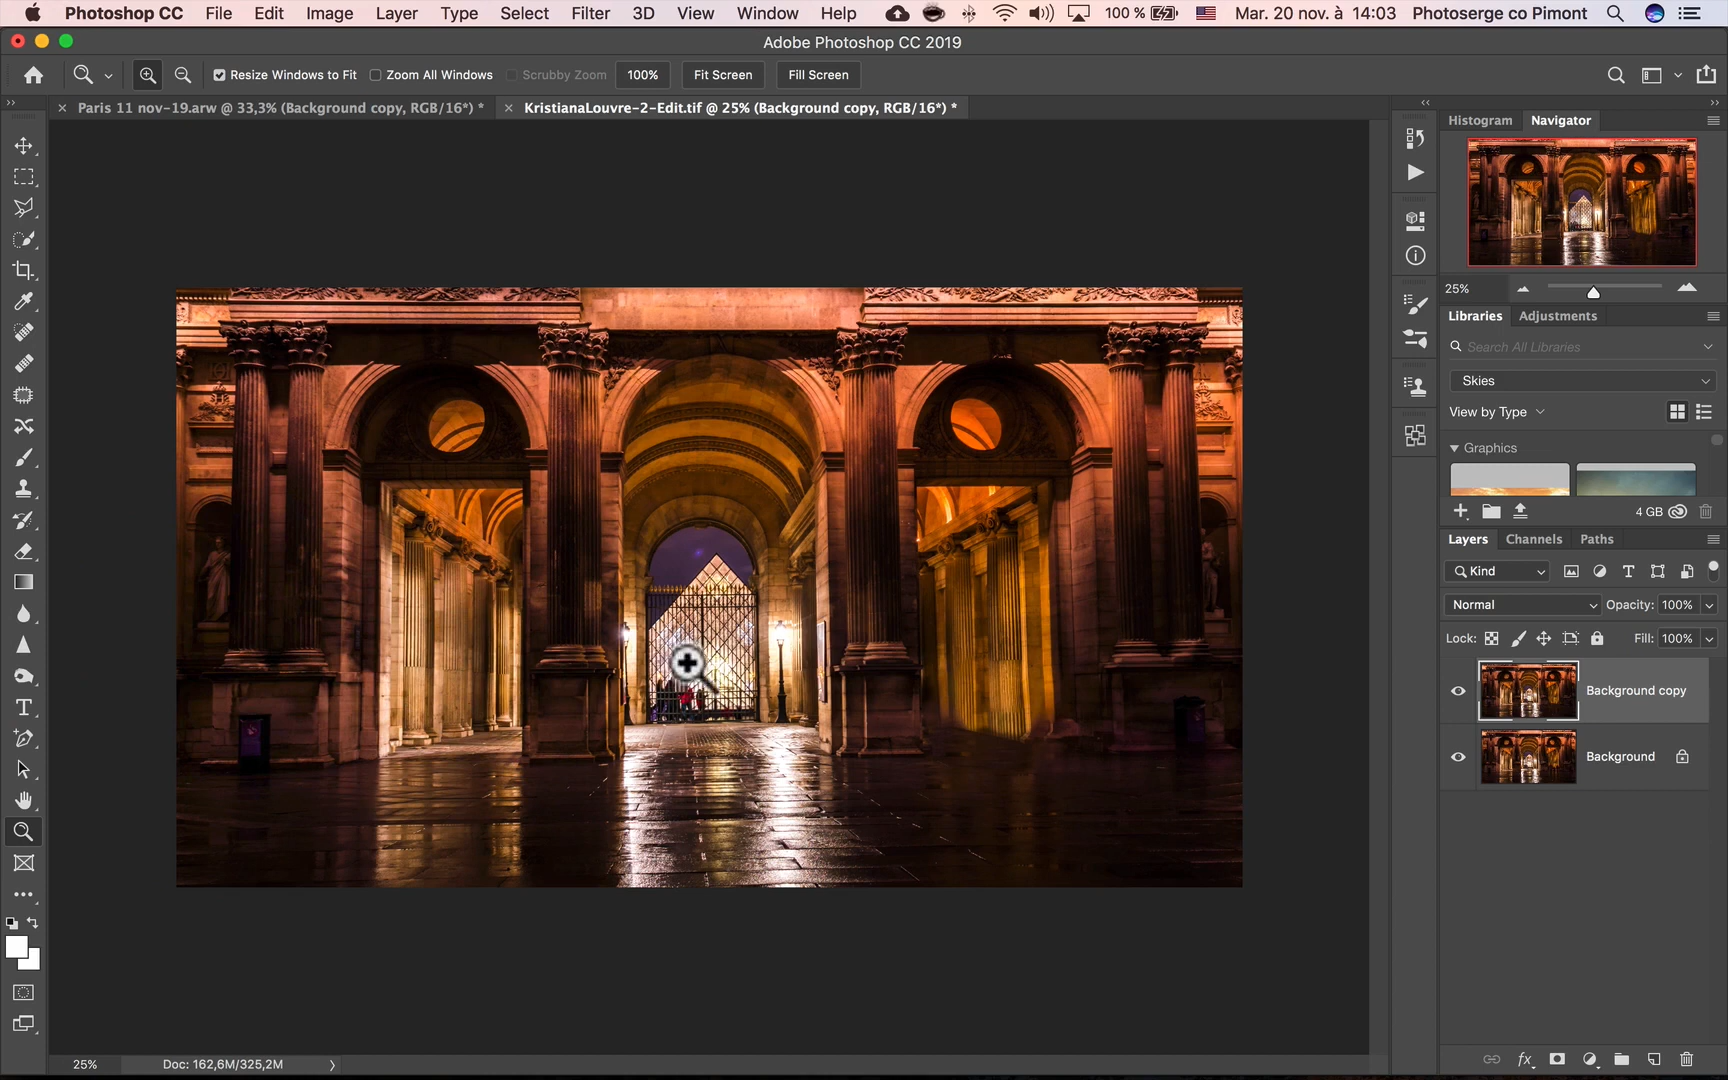 Photoshop CC File Edit Image Layer Type Select Filter 3D View Window Help 100 % Mar. 20 nov. à 14:03 Photoserge co Pimont
Adobe Photoshop CC 2019
Resize Windows to Fit Zoom All Windows Scrubby Zoom 100% Fit Screen Fill Screen
Paris 11 nov-19.arw @ 33,3% (Background copy, RGB/16*) * KristianaLouvre-2-Edit.tif @ 25% (Background copy, RGB/16*) *
Histogram Navigator
25%
Libraries Adjustments
Search All Libraries
Skies
View by Type
Graphics
4 GB
Layers Channels Paths
Kind
Normal Opacity: 100%
Lock: Fill: 100%
Background copy
Background
25% Doc: 162,6M/325,2M